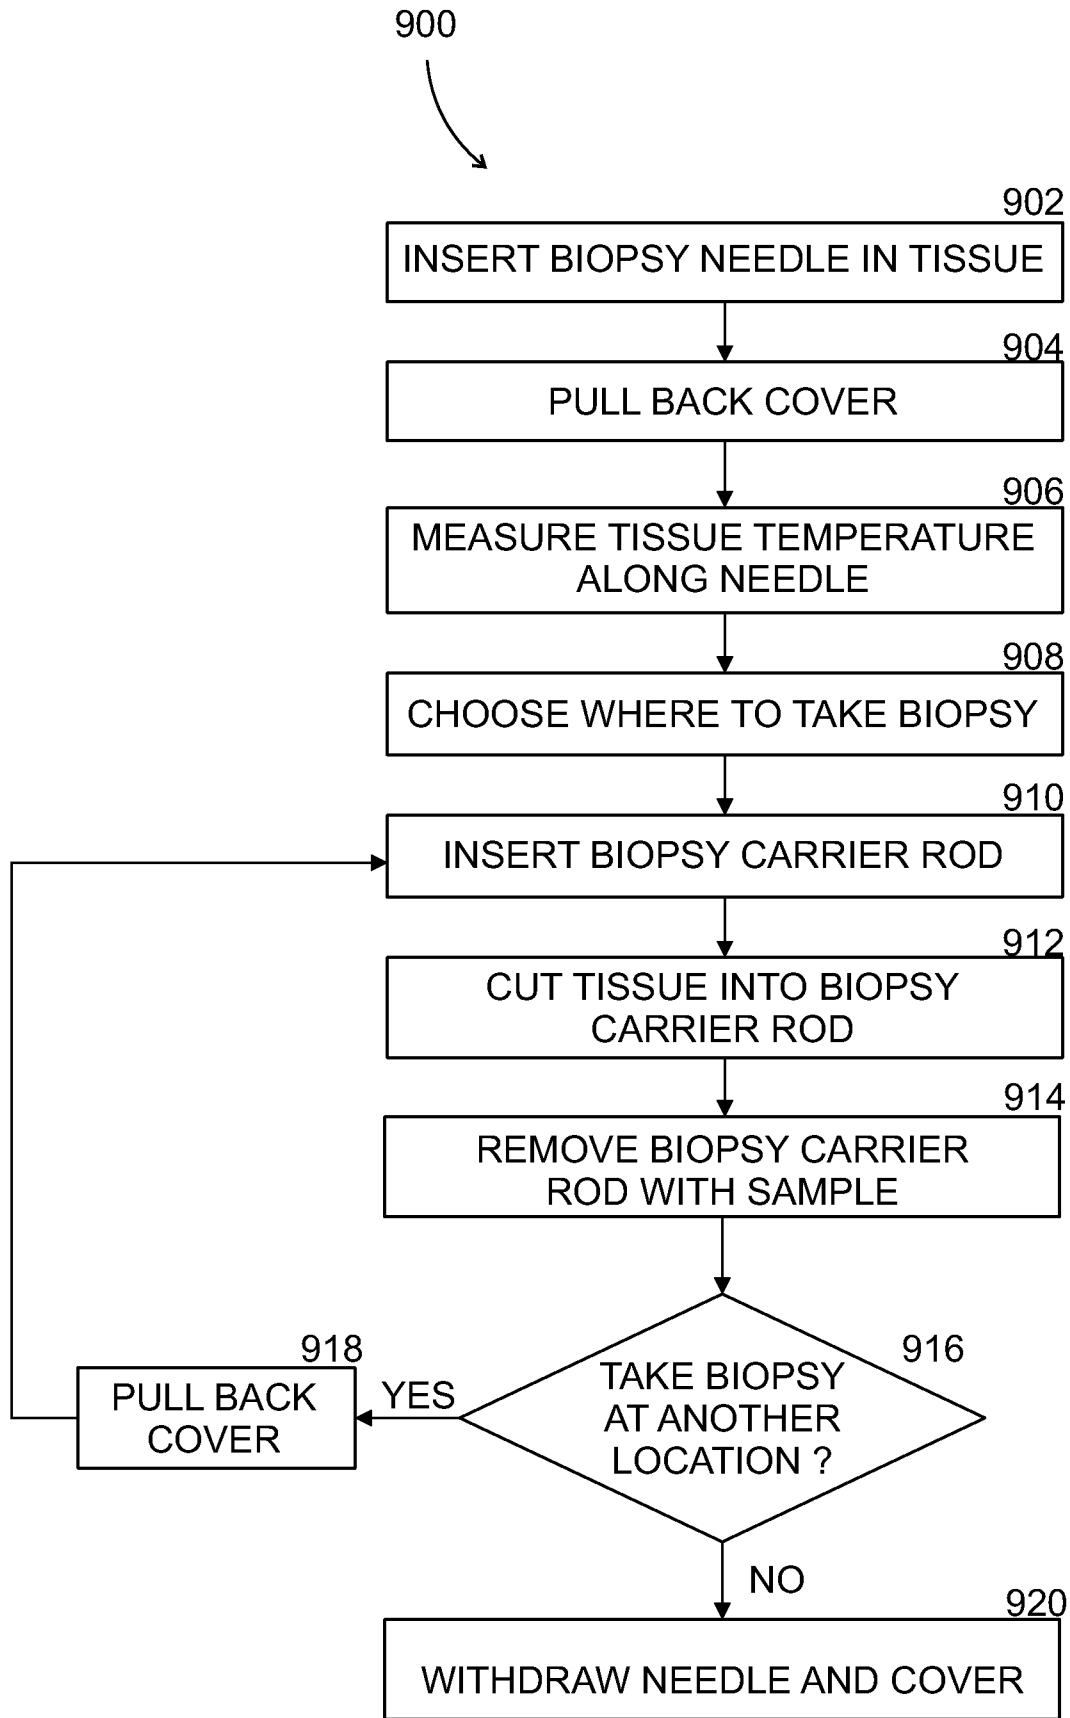 900
902
INSERT BIOPSY NEEDLE IN TISSUE
904
PULL BACK COVER
906
MEASURE TISSUE TEMPERATURE
ALONG NEEDLE
908
CHOOSE WHERE TO TAKE BIOPSY
910
INSERT BIOPSY CARRIER ROD
912
CUT TISSUE INTO BIOPSY
CARRIER ROD
914
REMOVE BIOPSY CARRIER
ROD WITH SAMPLE
916
TAKE BIOPSY
AT ANOTHER
LOCATION ?
YES
918
PULL BACK
COVER
NO
920
WITHDRAW NEEDLE AND COVER